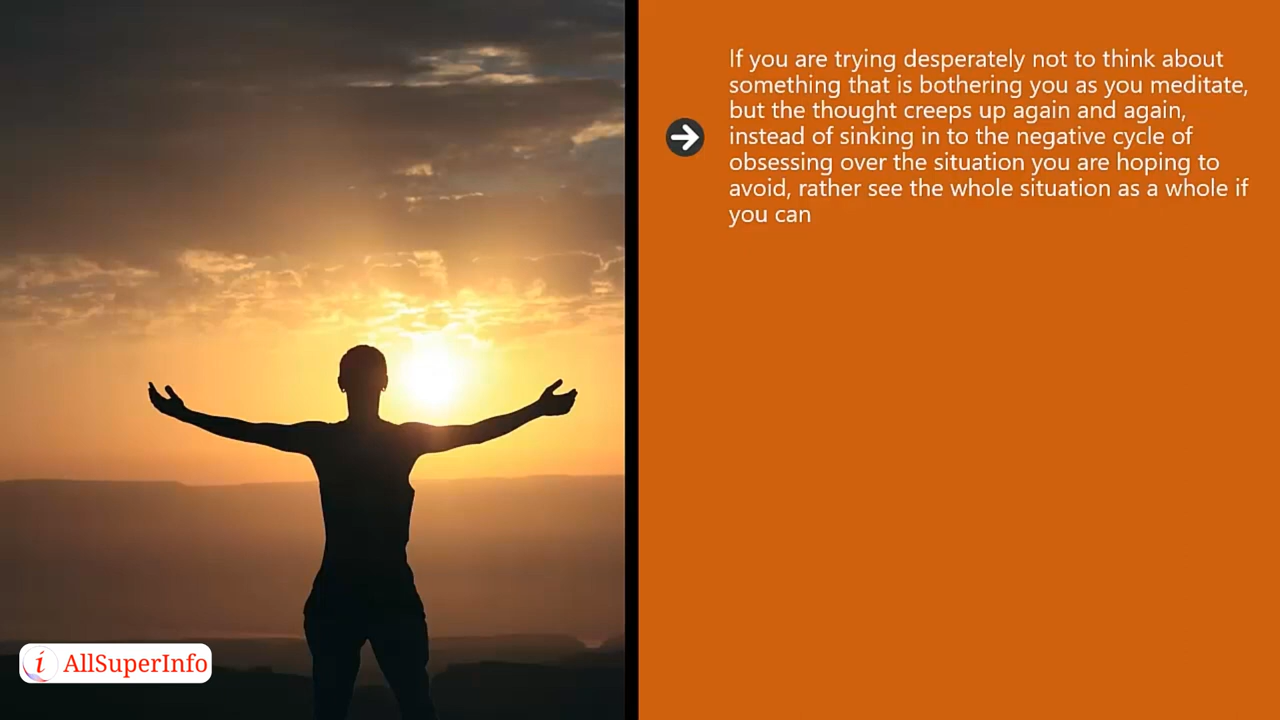 If you are trying desperately not to think about
something that is bothering you as you meditate,
but the thought creeps up again and again,
instead of sinking in to the negative cycle of
obsessing over the situation you are hoping to
avoid, rather see the whole situation as a whole if
you can
i AllSuperInfo